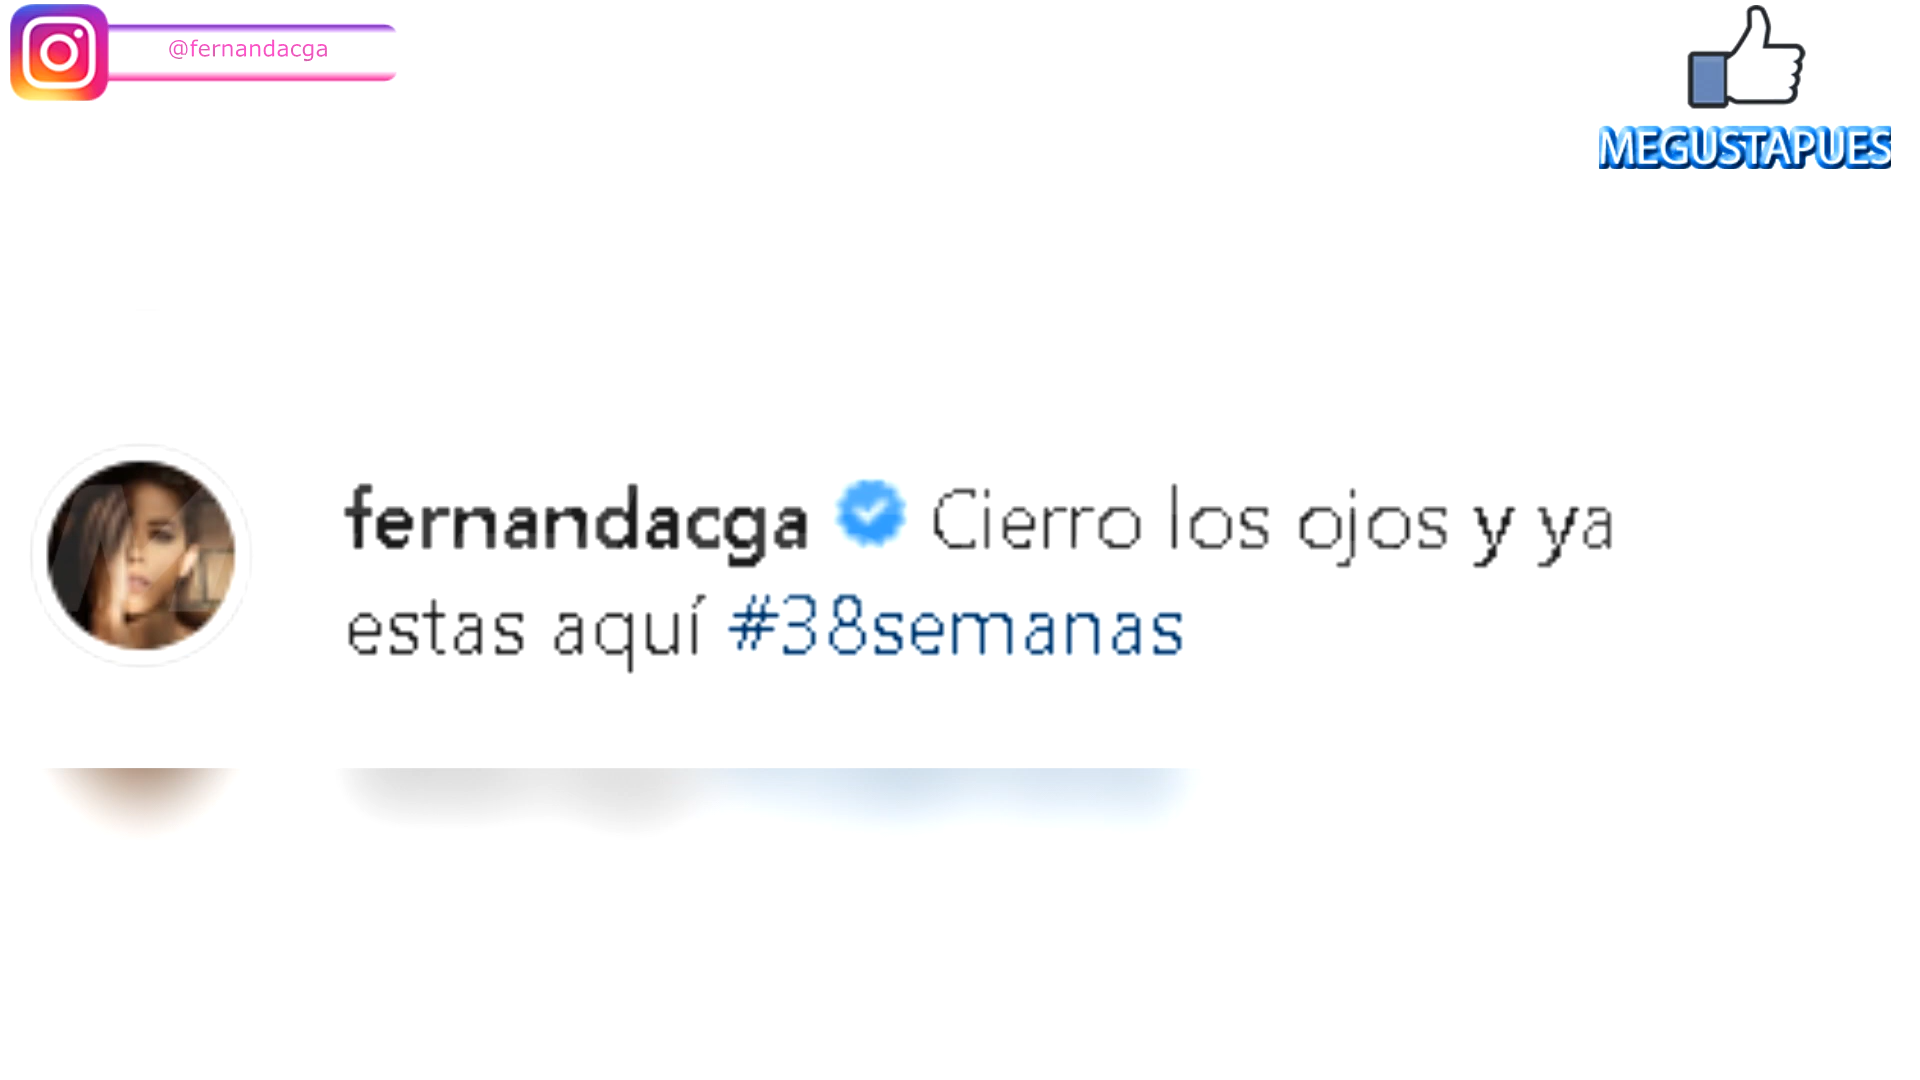 @fernandacga
MEGUSTAPUES
fernandacga Cierro los ojos y ya
estas aquí #38semanas